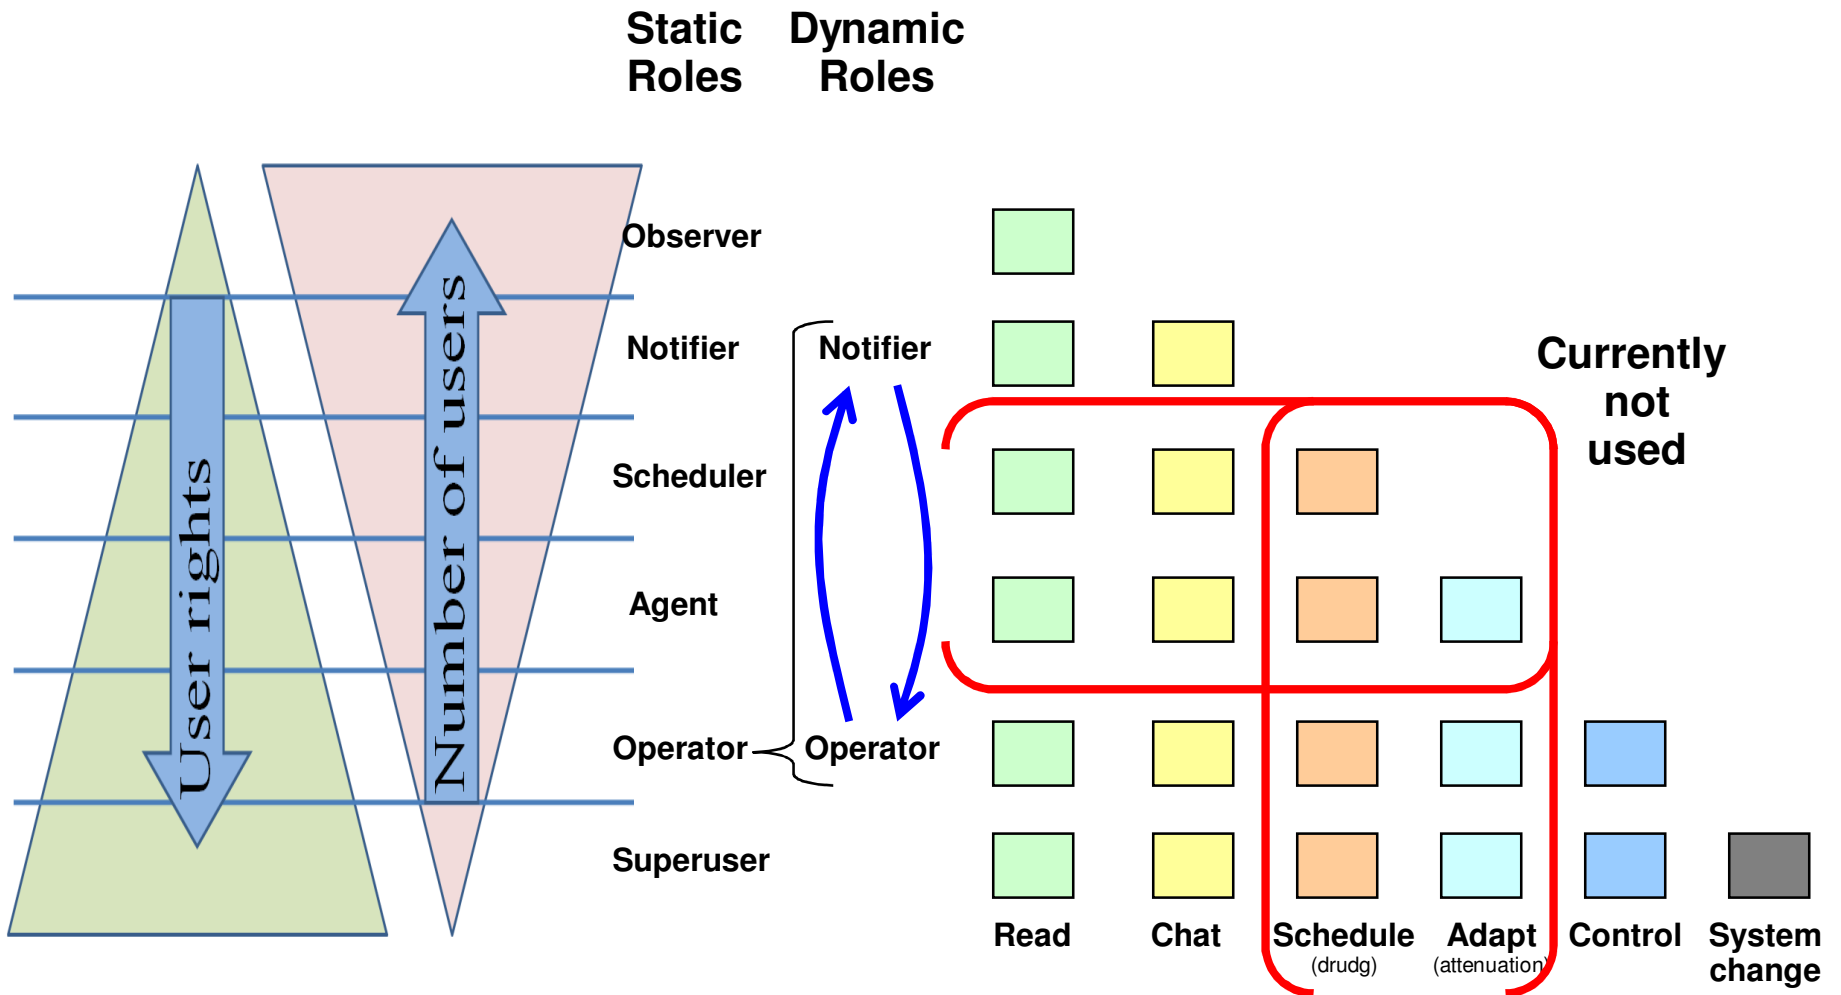 Static Roles
Dynamic Roles
User rights
Number of users
Observer
Notifier
Notifier
Currently
not
used
Scheduler
Agent
Operator
Operator
Superuser
Read
Chat
Schedule
(drudg)
Adapt
(attenuation)
Control
System
change